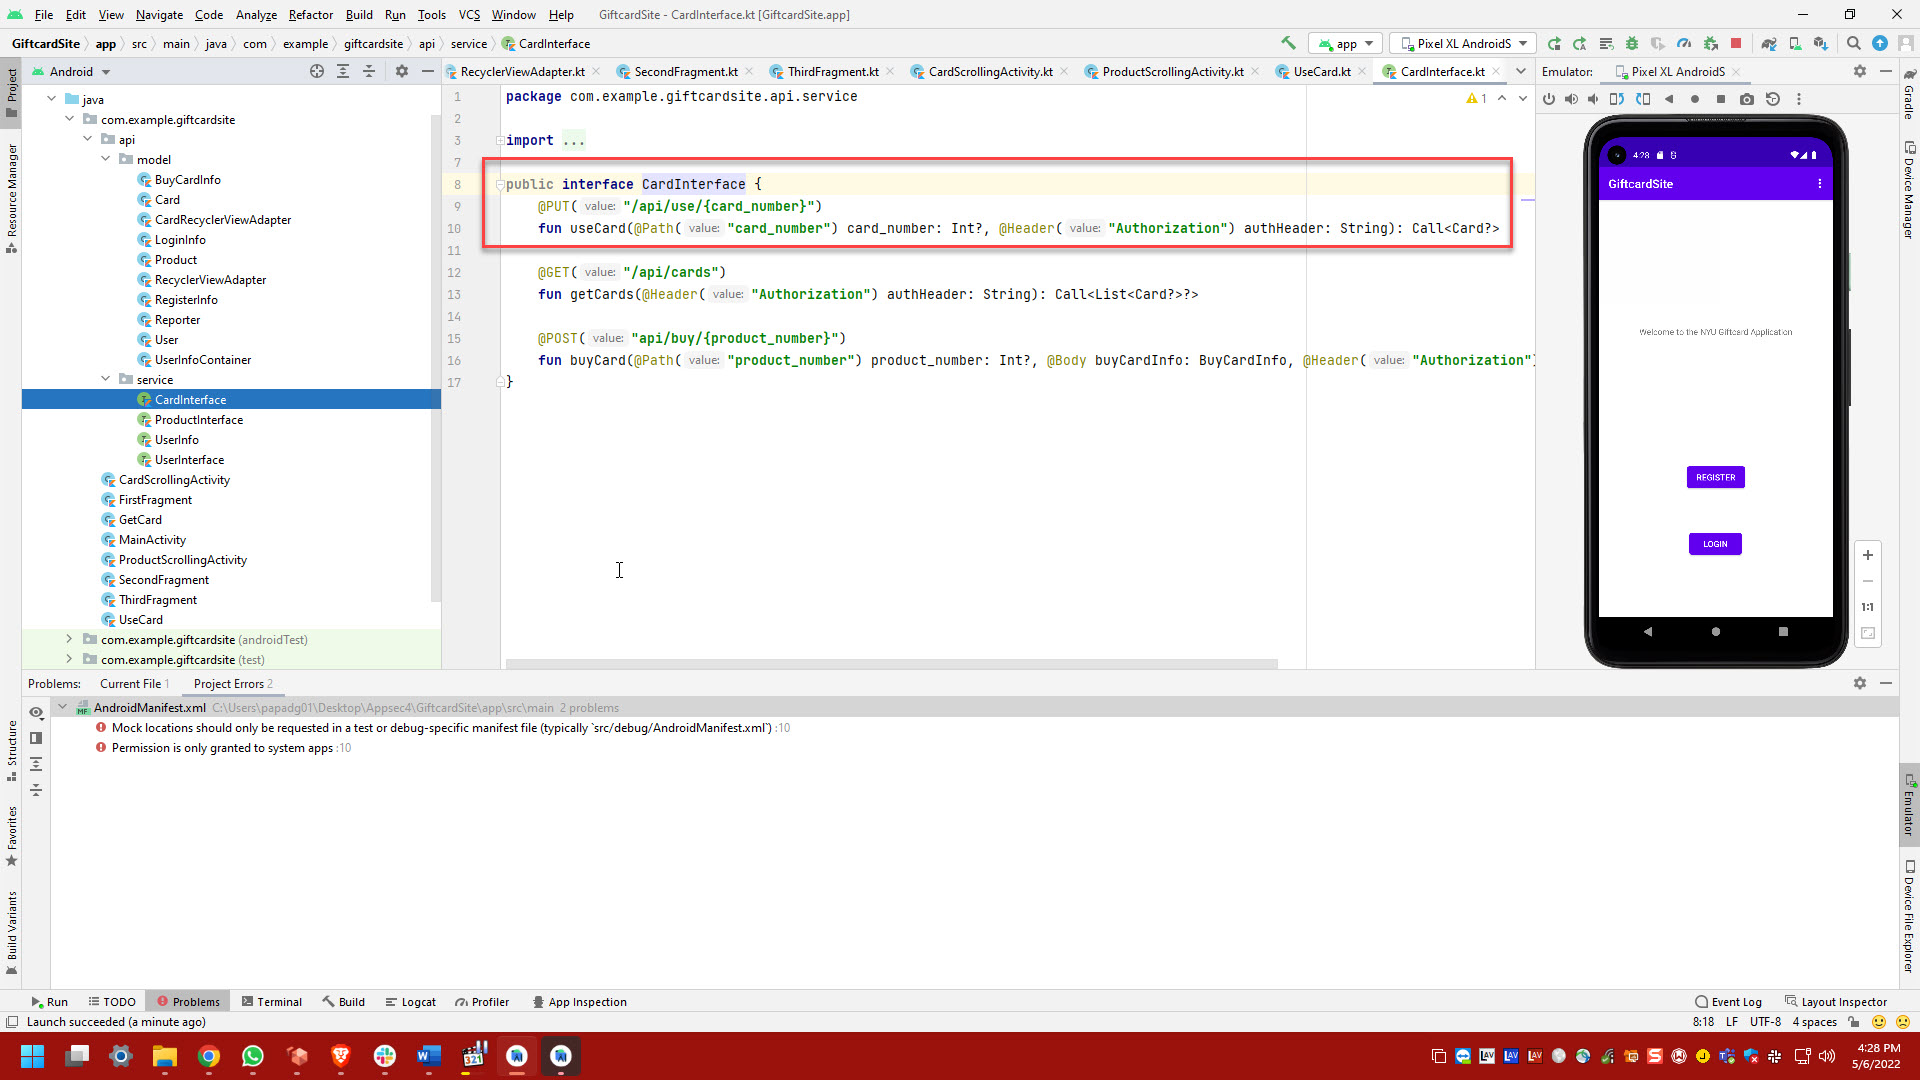 File Edit View Navigate Code Analyze Refactor Build Run Tools VCS Window Help GiftcardSite - CardInterface.kt [GiftcardSite.app]
GiftcardSite app src main java com example giftcardsite api service CardInterface app Pixel XL AndroidS
Android RecyclerViewAdapter.kt SecondFragment.kt ThirdFragment.kt CardScrollingActivity.kt ProductScrollingActivity.kt UseCard.kt CardInterface.kt Emulator: Pixel XL AndroidS
Project
Resource Manager
Structure
Favorites
Build Variants
java
com.example.giftcardsite
api
model
BuyCardInfo
Card
CardRecyclerViewAdapter
LoginInfo
Product
RecyclerViewAdapter
RegisterInfo
Reporter
User
UserInfoContainer
service
CardInterface
ProductInterface
UserInfo
UserInterface
CardScrollingActivity
FirstFragment
GetCard
MainActivity
ProductScrollingActivity
SecondFragment
ThirdFragment
UseCard
com.example.giftcardsite (androidTest)
com.example.giftcardsite (test)
1 package com.example.giftcardsite.api.service
2
3 import ...
7
8 public interface CardInterface {
9 @PUT( value: "/api/use/{card_number}")
10 fun useCard(@Path( value: "card_number") card_number: Int?, @Header( value: "Authorization") authHeader: String): Call<Card?>
11
12 @GET( value: "/api/cards")
13 fun getCards(@Header( value: "Authorization") authHeader: String): Call<List<Card?>?>
14
15 @POST( value: "api/buy/{product_number}")
16 fun buyCard(@Path( value: "product_number") product_number: Int?, @Body buyCardInfo: BuyCardInfo, @Header( value: "Authorization"
17 }
1
4:28
GiftcardSite
Welcome to the NYU Giftcard Application
REGISTER
LOGIN
1:1
Gradle
Device Manager
Emulator
Device File Explorer
Problems: Current File 1 Project Errors 2
AndroidManifest.xml C:\Users\papadg01\Desktop\Appsec4\GiftcardSite\app\src\main 2 problems
Mock locations should only be requested in a test or debug-specific manifest file (typically `src/debug/AndroidManifest.xml`) :10
Permission is only granted to system apps :10
Run TODO Problems Terminal Build Logcat Profiler App Inspection Event Log Layout Inspector
Launch succeeded (a minute ago) 8:18 LF UTF-8 4 spaces
4:28 PM
5/6/2022